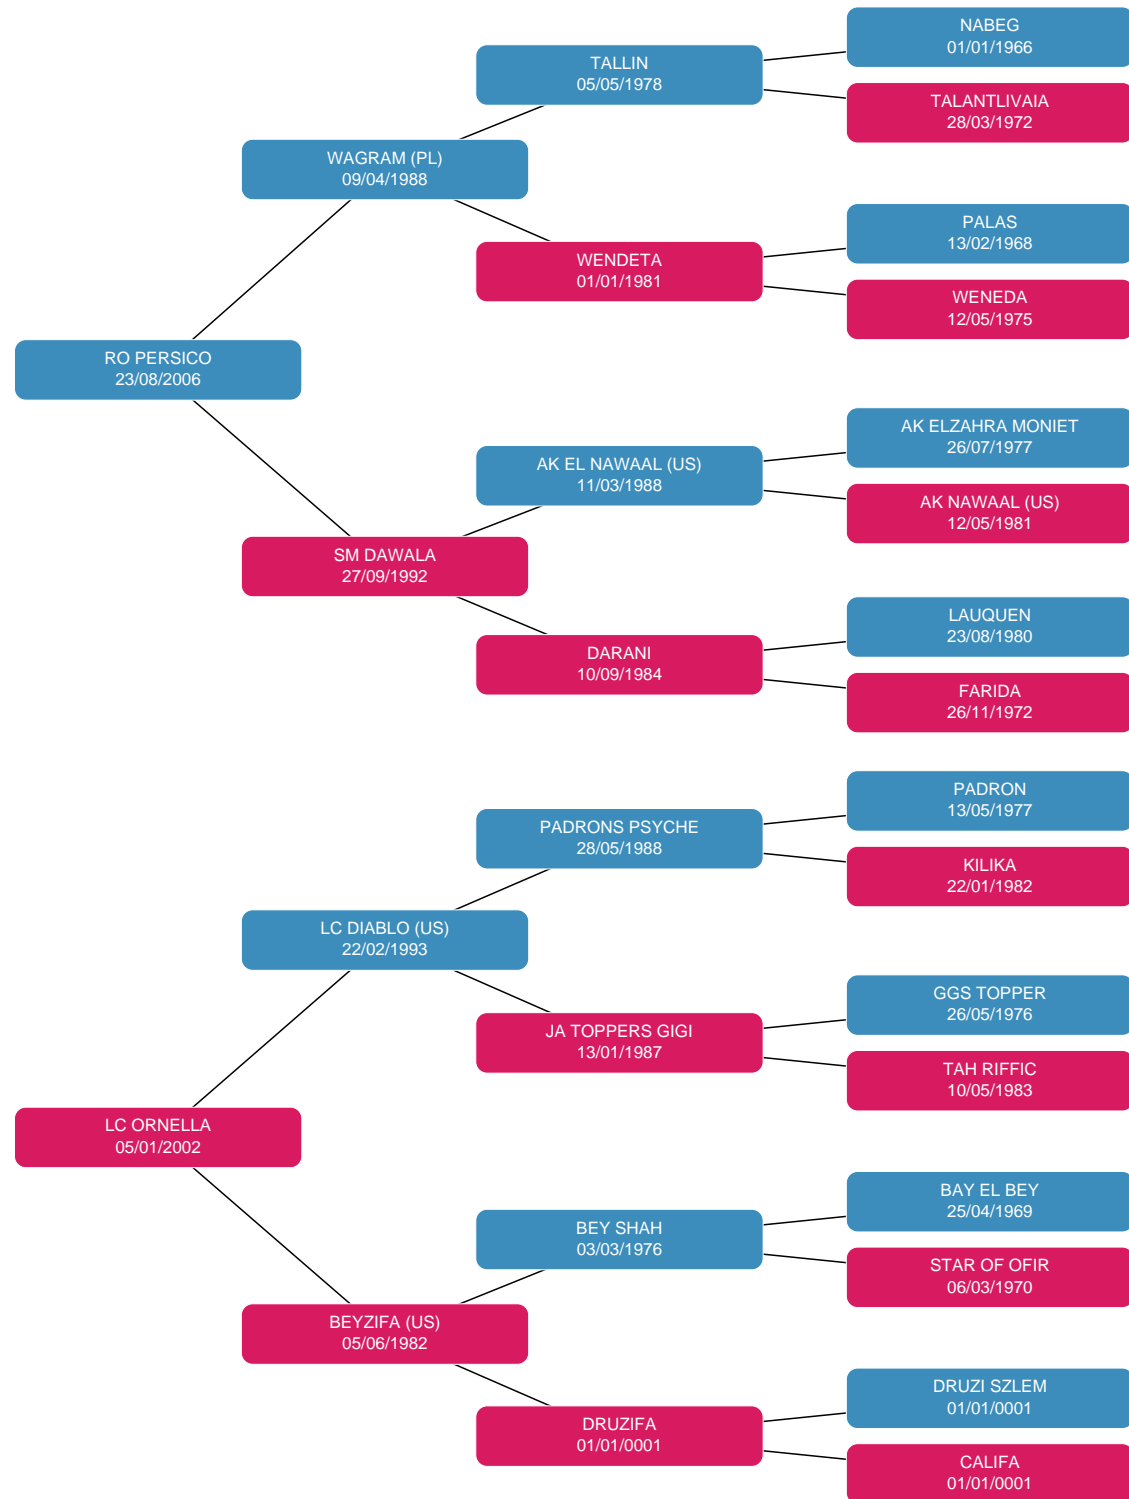 NABEG
01/01/1966
TALLIN
05/05/1978
TALANTLIVAIA
28/03/1972
WAGRAM (PL)
09/04/1988
PALAS
13/02/1968
WENDETA
01/01/1981
WENEDA
12/05/1975
RO PERSICO
23/08/2006
AK ELZAHRA MONIET
26/07/1977
AK EL NAWAAL (US)
11/03/1988
AK NAWAAL (US)
12/05/1981
SM DAWALA
27/09/1992
LAUQUEN
23/08/1980
DARANI
10/09/1984
FARIDA
26/11/1972
PADRON
13/05/1977
PADRONS PSYCHE
28/05/1988
KILIKA
22/01/1982
LC DIABLO (US)
22/02/1993
GGS TOPPER
26/05/1976
JA TOPPERS GIGI
13/01/1987
TAH RIFFIC
10/05/1983
LC ORNELLA
05/01/2002
BAY EL BEY
25/04/1969
BEY SHAH
03/03/1976
STAR OF OFIR
06/03/1970
BEYZIFA (US)
05/06/1982
DRUZI SZLEM
01/01/0001
DRUZIFA
01/01/0001
CALIFA
01/01/0001